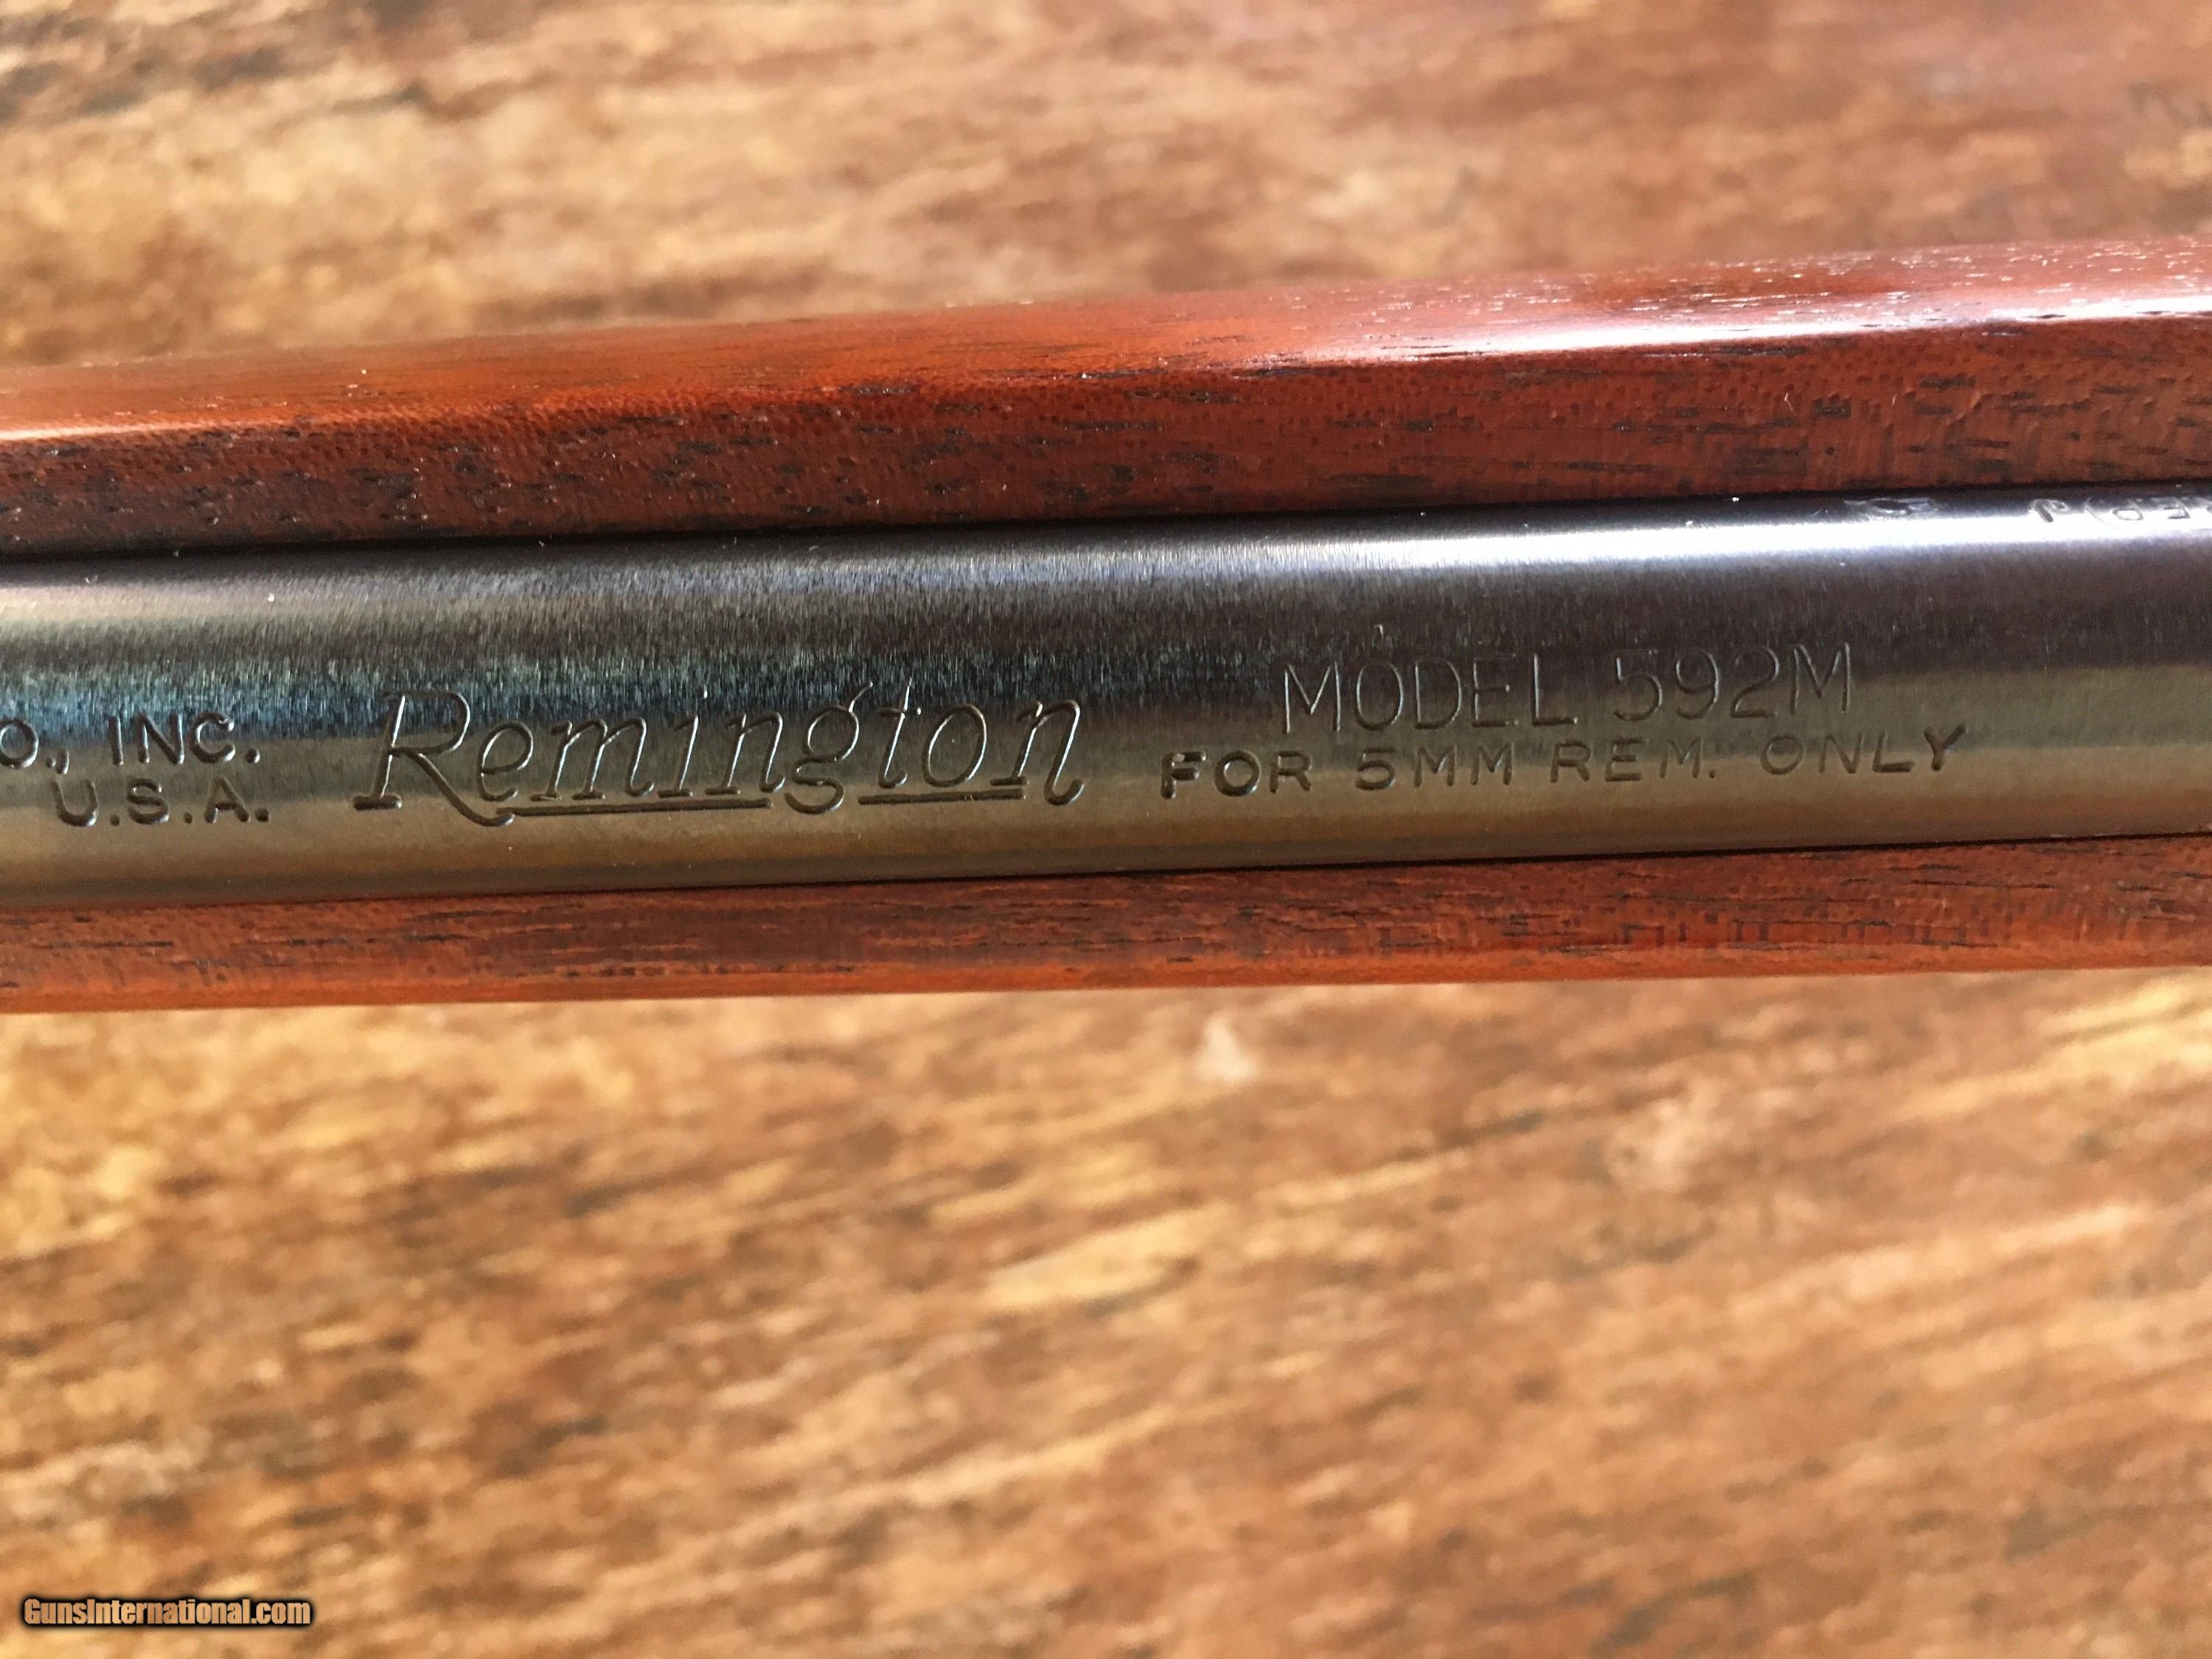 O., INC.
U.S.A.
Remington
MODEL 592M
FOR 5MM REM. ONLY
GunsInternational.com